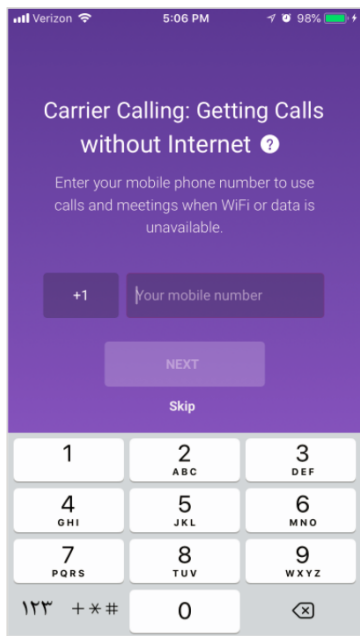 Verizon 5:06 PM 98%
Carrier Calling: Getting Calls
without Internet ?
Enter your mobile phone number to use
calls and meetings when WiFi or data is
unavailable.
+1 Your mobile number
NEXT
Skip
1 2 3
ABC DEF
4 5 6
GHI JKL MNO
7 8 9
PQRS TUV WXYZ
١٢٣ +*# 0